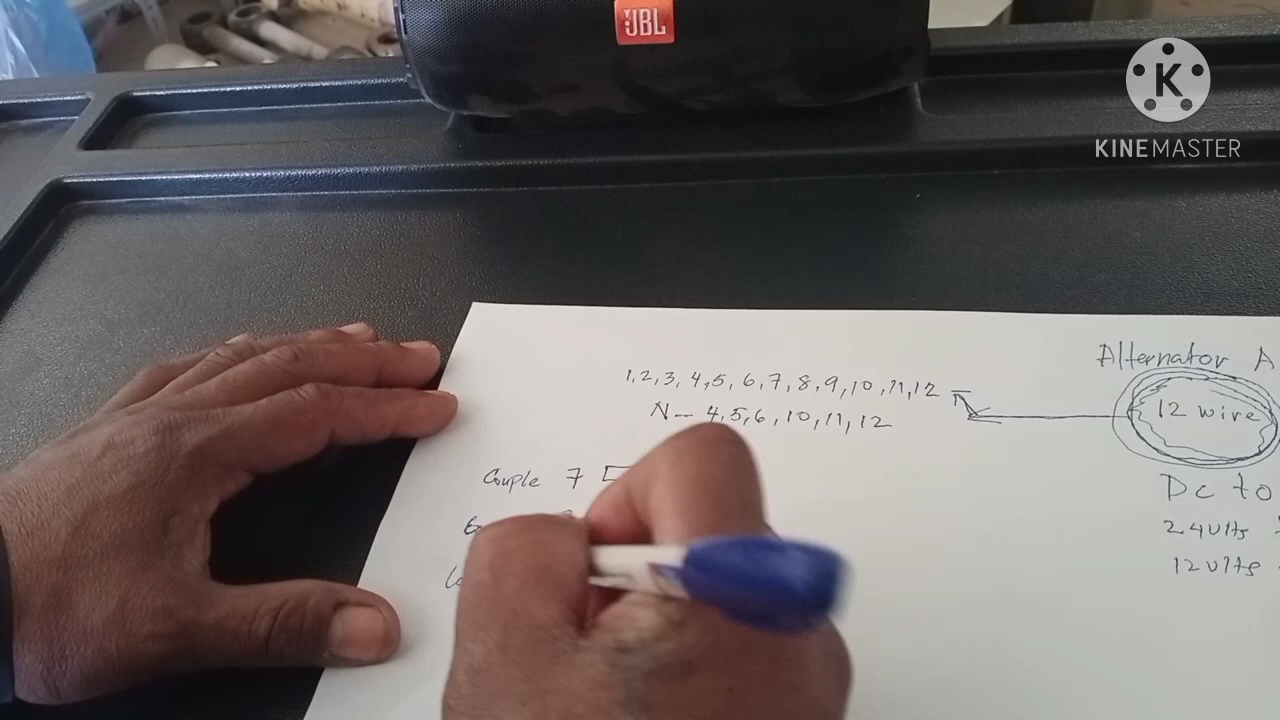 JBL
K
KINEMASTER
Alternator A
1,2,3,4,5,6,7,8,9,10,11,12
12 wire
N- 4,5,6,10,11,12
Couple 7
Dc to
24Vlts
12Vlts